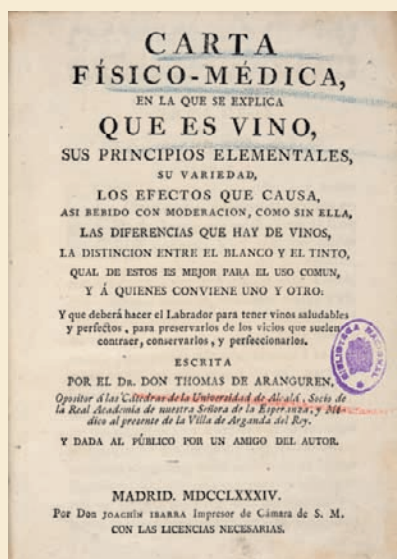 CARTA
FÍSICO-MÉDICA,
EN LA QUE SE EXPLICA
QUE ES VINO,
SUS PRINCIPIOS ELEMENTALES,
SU VARIEDAD,
LOS EFECTOS QUE CAUSA,
ASI BEBIDO CON MODERACION, COMO SIN ELLA,
LAS DIFERENCIAS QUE HAY DE VINOS,
LA DISTINCION ENTRE EL BLANCO Y EL TINTO,
QUAL DE ESTOS ES MEJOR PARA EL USO COMUN,
Y Á QUIENES CONVIENE UNO Y OTRO:
Y que deberá hacer el Labrador para tener vinos saludables
y perfectos, para preservarlos de los vicios que suelen
contraer, conservarlos, y perfeccionarlos.
ESCRITA
POR EL DR. DON THOMAS DE ARANGUREN,
Opositor á las Cátedras de la Universidad de Alcalá, Socio de
la Real Academia de nuestra Señora de la Esperanza, y Mé-
dico al presente de la Villa de Arganda del Rey.
Y DADA AL PÚBLICO POR UN AMIGO DEL AUTOR.
BIBLIOTECA NACIONAL
MADRID. MDCCLXXXIV.
Por Don JOACHÎN IBARRA Impresor de Cámara de S. M.
CON LAS LICENCIAS NECESARIAS.